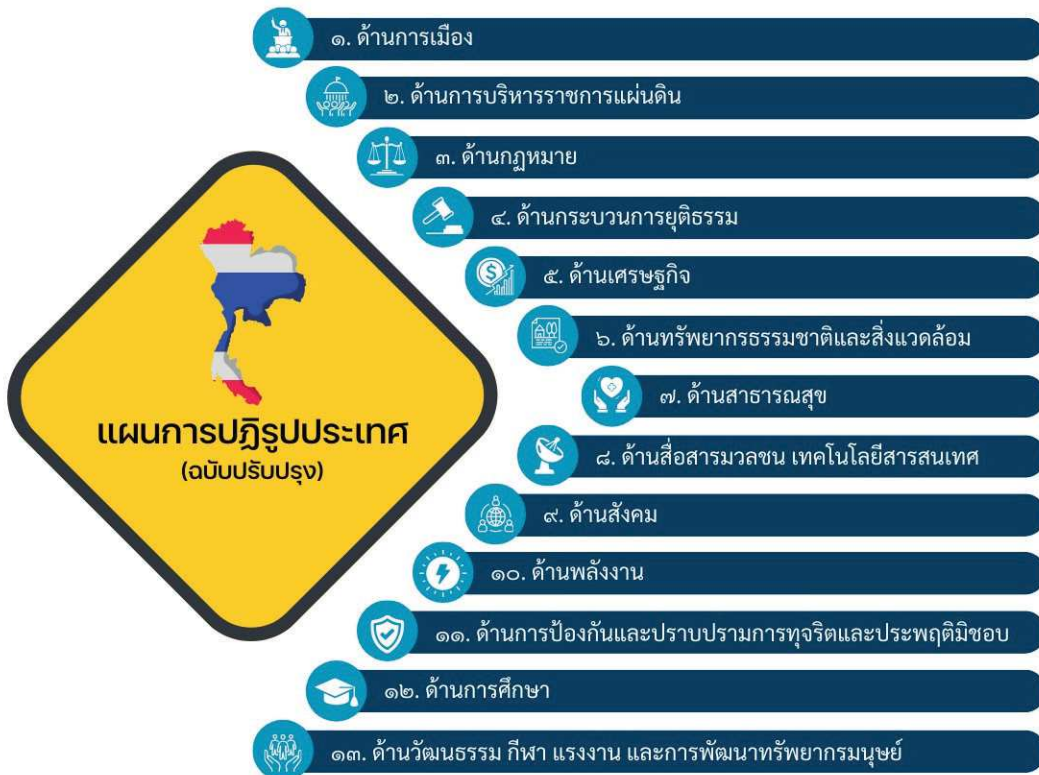 ๑. ด้านการเมือง
๒. ด้านการบริหารราชการแผ่นดิน
๓. ด้านกฎหมาย
๔. ด้านกระบวนการยุติธรรม
๕. ด้านเศรษฐกิจ
๖. ด้านทรัพยากรธรรมชาติและสิ่งแวดล้อม
๗. ด้านสาธารณสุข
๘. ด้านสื่อสารมวลชน เทคโนโลยีสารสนเทศ
๙. ด้านสังคม
๑๐. ด้านพลังงาน
๑๑. ด้านการป้องกันและปราบปรามการทุจริตและประพฤติมิชอบ
๑๒. ด้านการศึกษา
๑๓. ด้านวัฒนธรรม กีฬา แรงงาน และการพัฒนาทรัพยากรมนุษย์
แผนการปฏิรูปประเทศ
(ฉบับปรับปรุง)